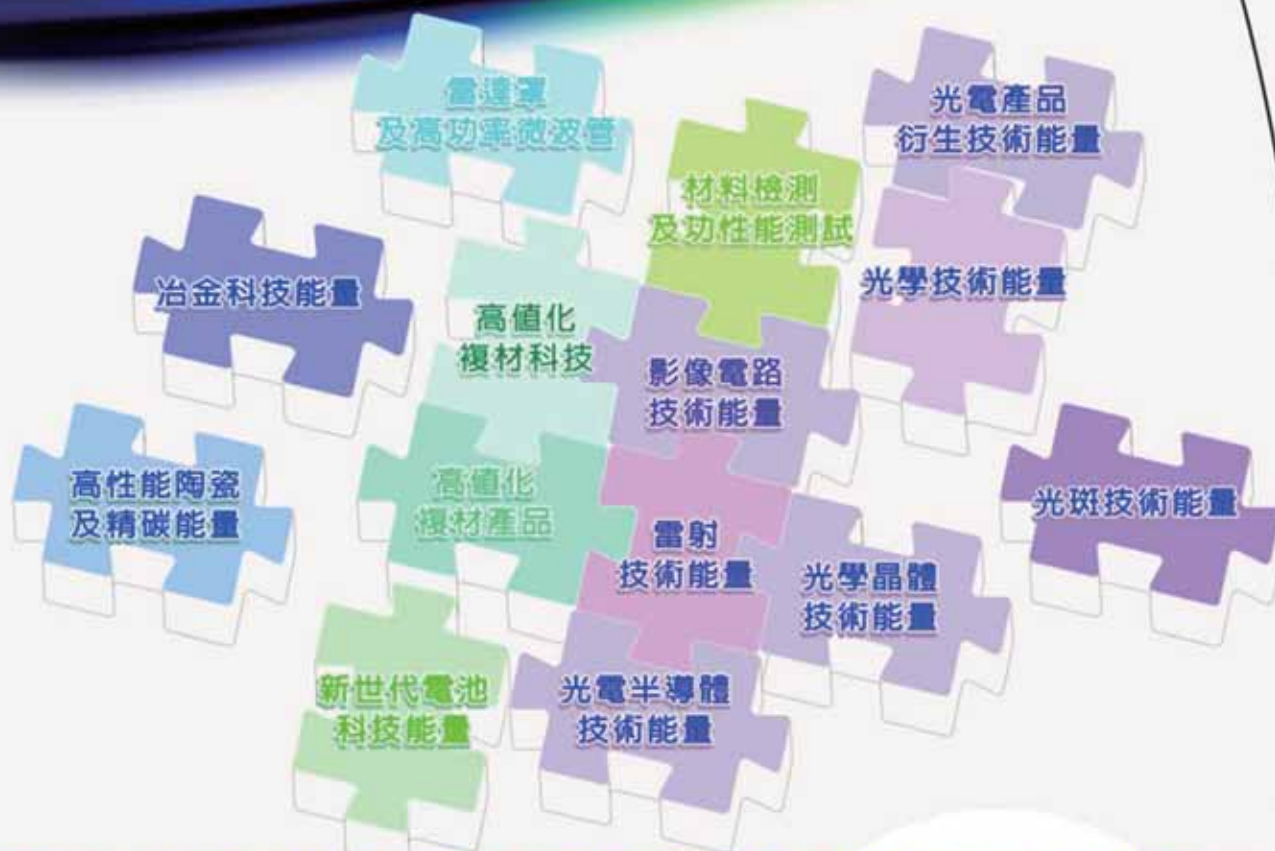 雷達罩
及高功率微波管
光電產品
衍生技術能量
材料檢測
及功性能測試
冶金科技能量
光學技術能量
高值化
複材科技
影像電路
技術能量
高性能陶瓷
及精碳能量
高值化
複材產品
雷射
技術能量
光斑技術能量
光學晶體
技術能量
新世代電池
科技能量
光電半導體
技術能量